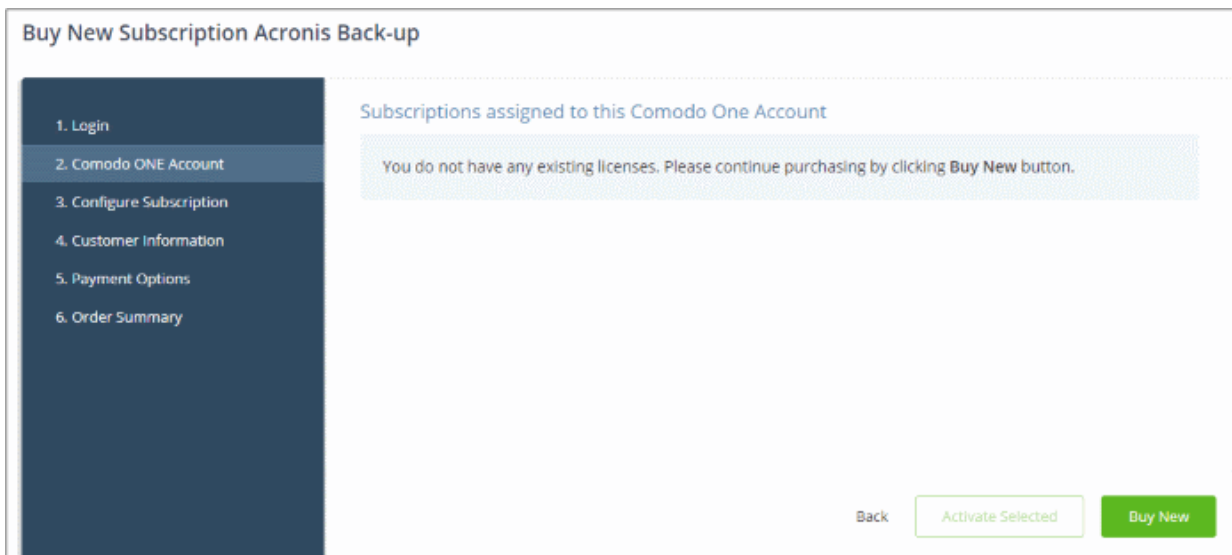 Buy New Subscription Acronis Back-up
1. Login
2. Comodo ONE Account
3. Configure Subscription
4. Customer Information
5. Payment Options
6. Order Summary
Subscriptions assigned to this Comodo One Account
You do not have any existing licenses. Please continue purchasing by clicking Buy New button.
Back
Activate Selected
Buy New